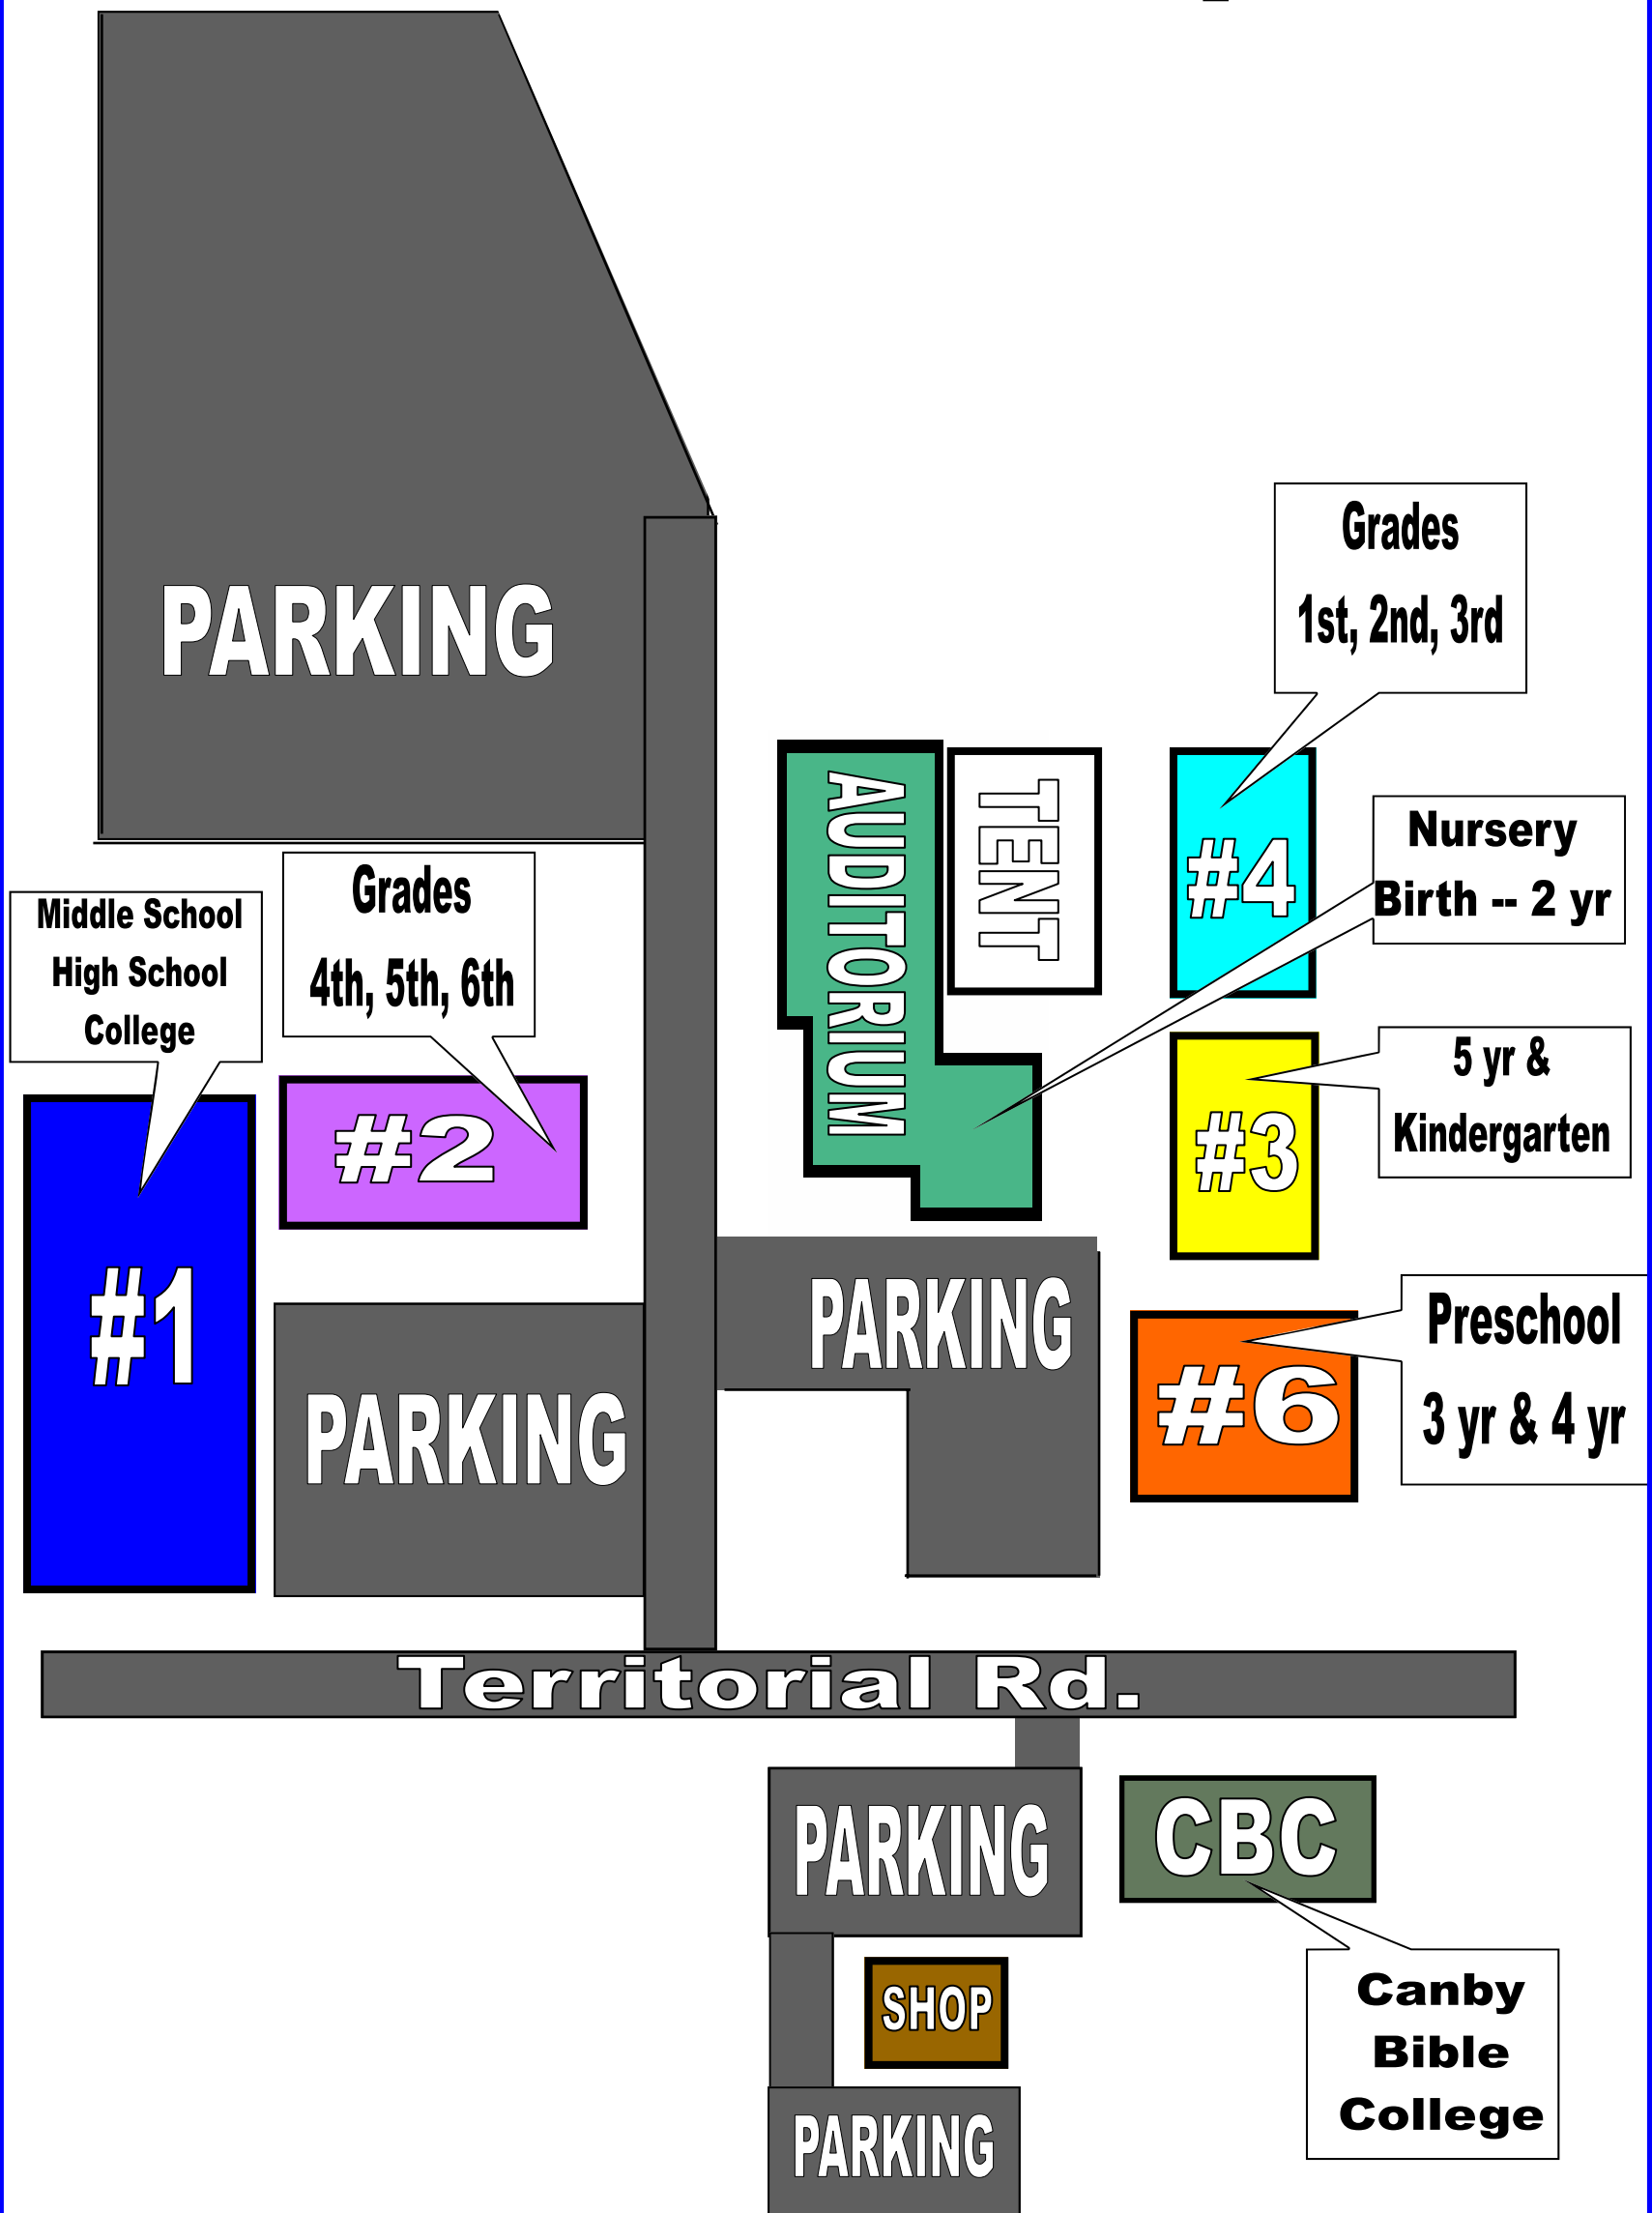 PARKING
Grades
1st, 2nd, 3rd
AUDITORIUM
TENT
#4
Nursery
Birth -- 2 yr
Middle School
High School
College
Grades
4th, 5th, 6th
#1
#2
5 yr &
Kindergarten
#3
PARKING
PARKING
Preschool
3 yr & 4 yr
#6
Territorial Rd.
PARKING
CBC
SHOP
Canby
Bible
College
PARKING